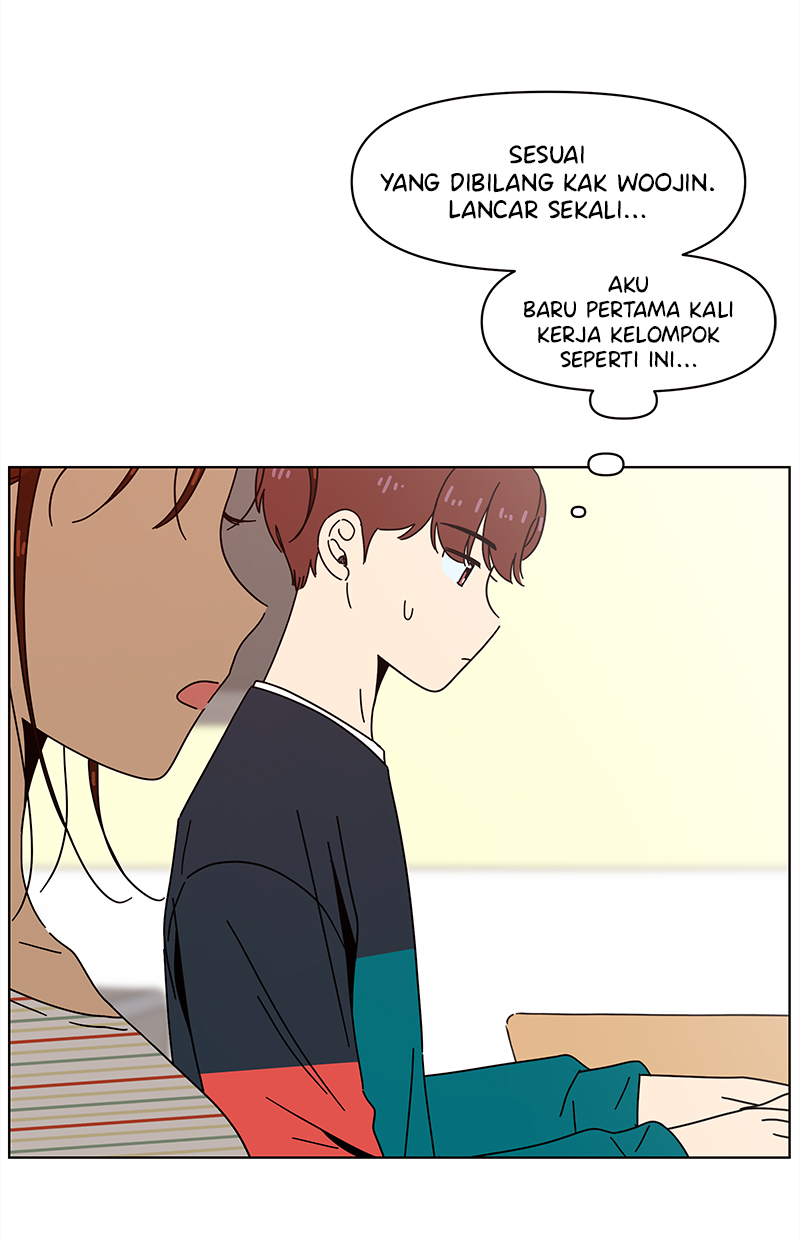 SESUAI
YANG DIBILANG KAK WOOJIN.
LANCAR SEKALI...
AKU
BARU PERTAMA KALI
KERJA KELOMPOK
SEPERTI INI...